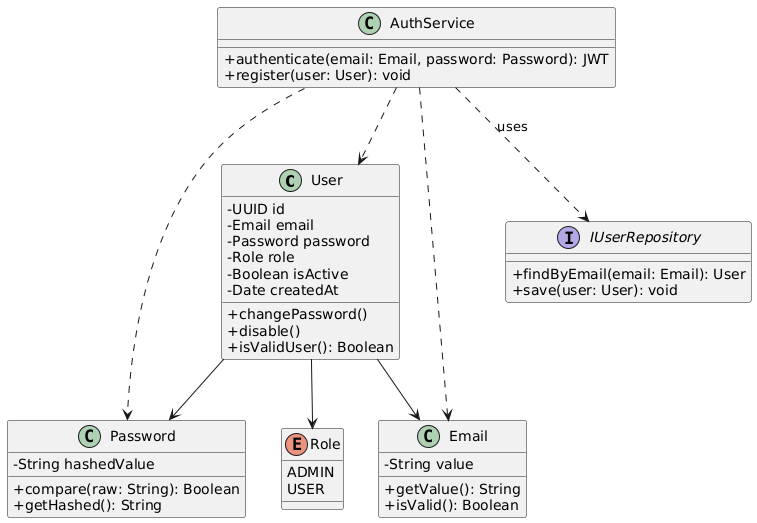 C AuthService
+authenticate(email: Email, password: Password): JWT
+register(user: User): void
uses
C User
-UUID id
-Email email
-Password password
-Role role
-Boolean isActive
-Date createdAt
+changePassword()
+disable()
+isValidUser(): Boolean
I IUserRepository
+findByEmail(email: Email): User
+save(user: User): void
C Password
-String hashedValue
+compare(raw: String): Boolean
+getHashed(): String
E Role
ADMIN
USER
C Email
-String value
+getValue(): String
+isValid(): Boolean